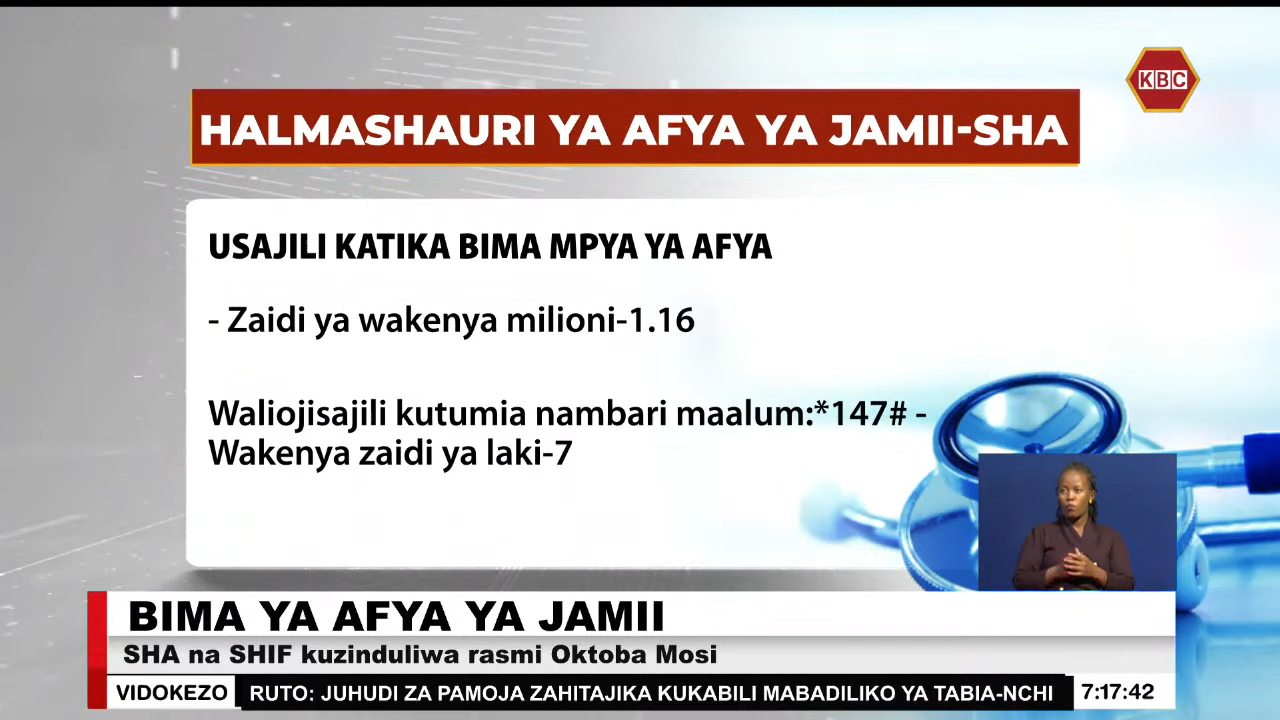 KBC
HALMASHAURI YA AFYA YA JAMII-SHA
USAJILI KATIKA BIMA MPYA YA AFYA
- Zaidi ya wakenya milioni-1.16
Waliojisajili kutumia nambari maalum:*147# -
Wakenya zaidi ya laki-7
BIMA YA AFYA YA JAMII
SHA na SHIF kuzinduliwa rasmi Oktoba Mosi
VIDOKEZO RUTO: JUHUDI ZA PAMOJA ZAHITAJIKA KUKABILI MABADILIKO YA TABIA-NCHI 7:17:42